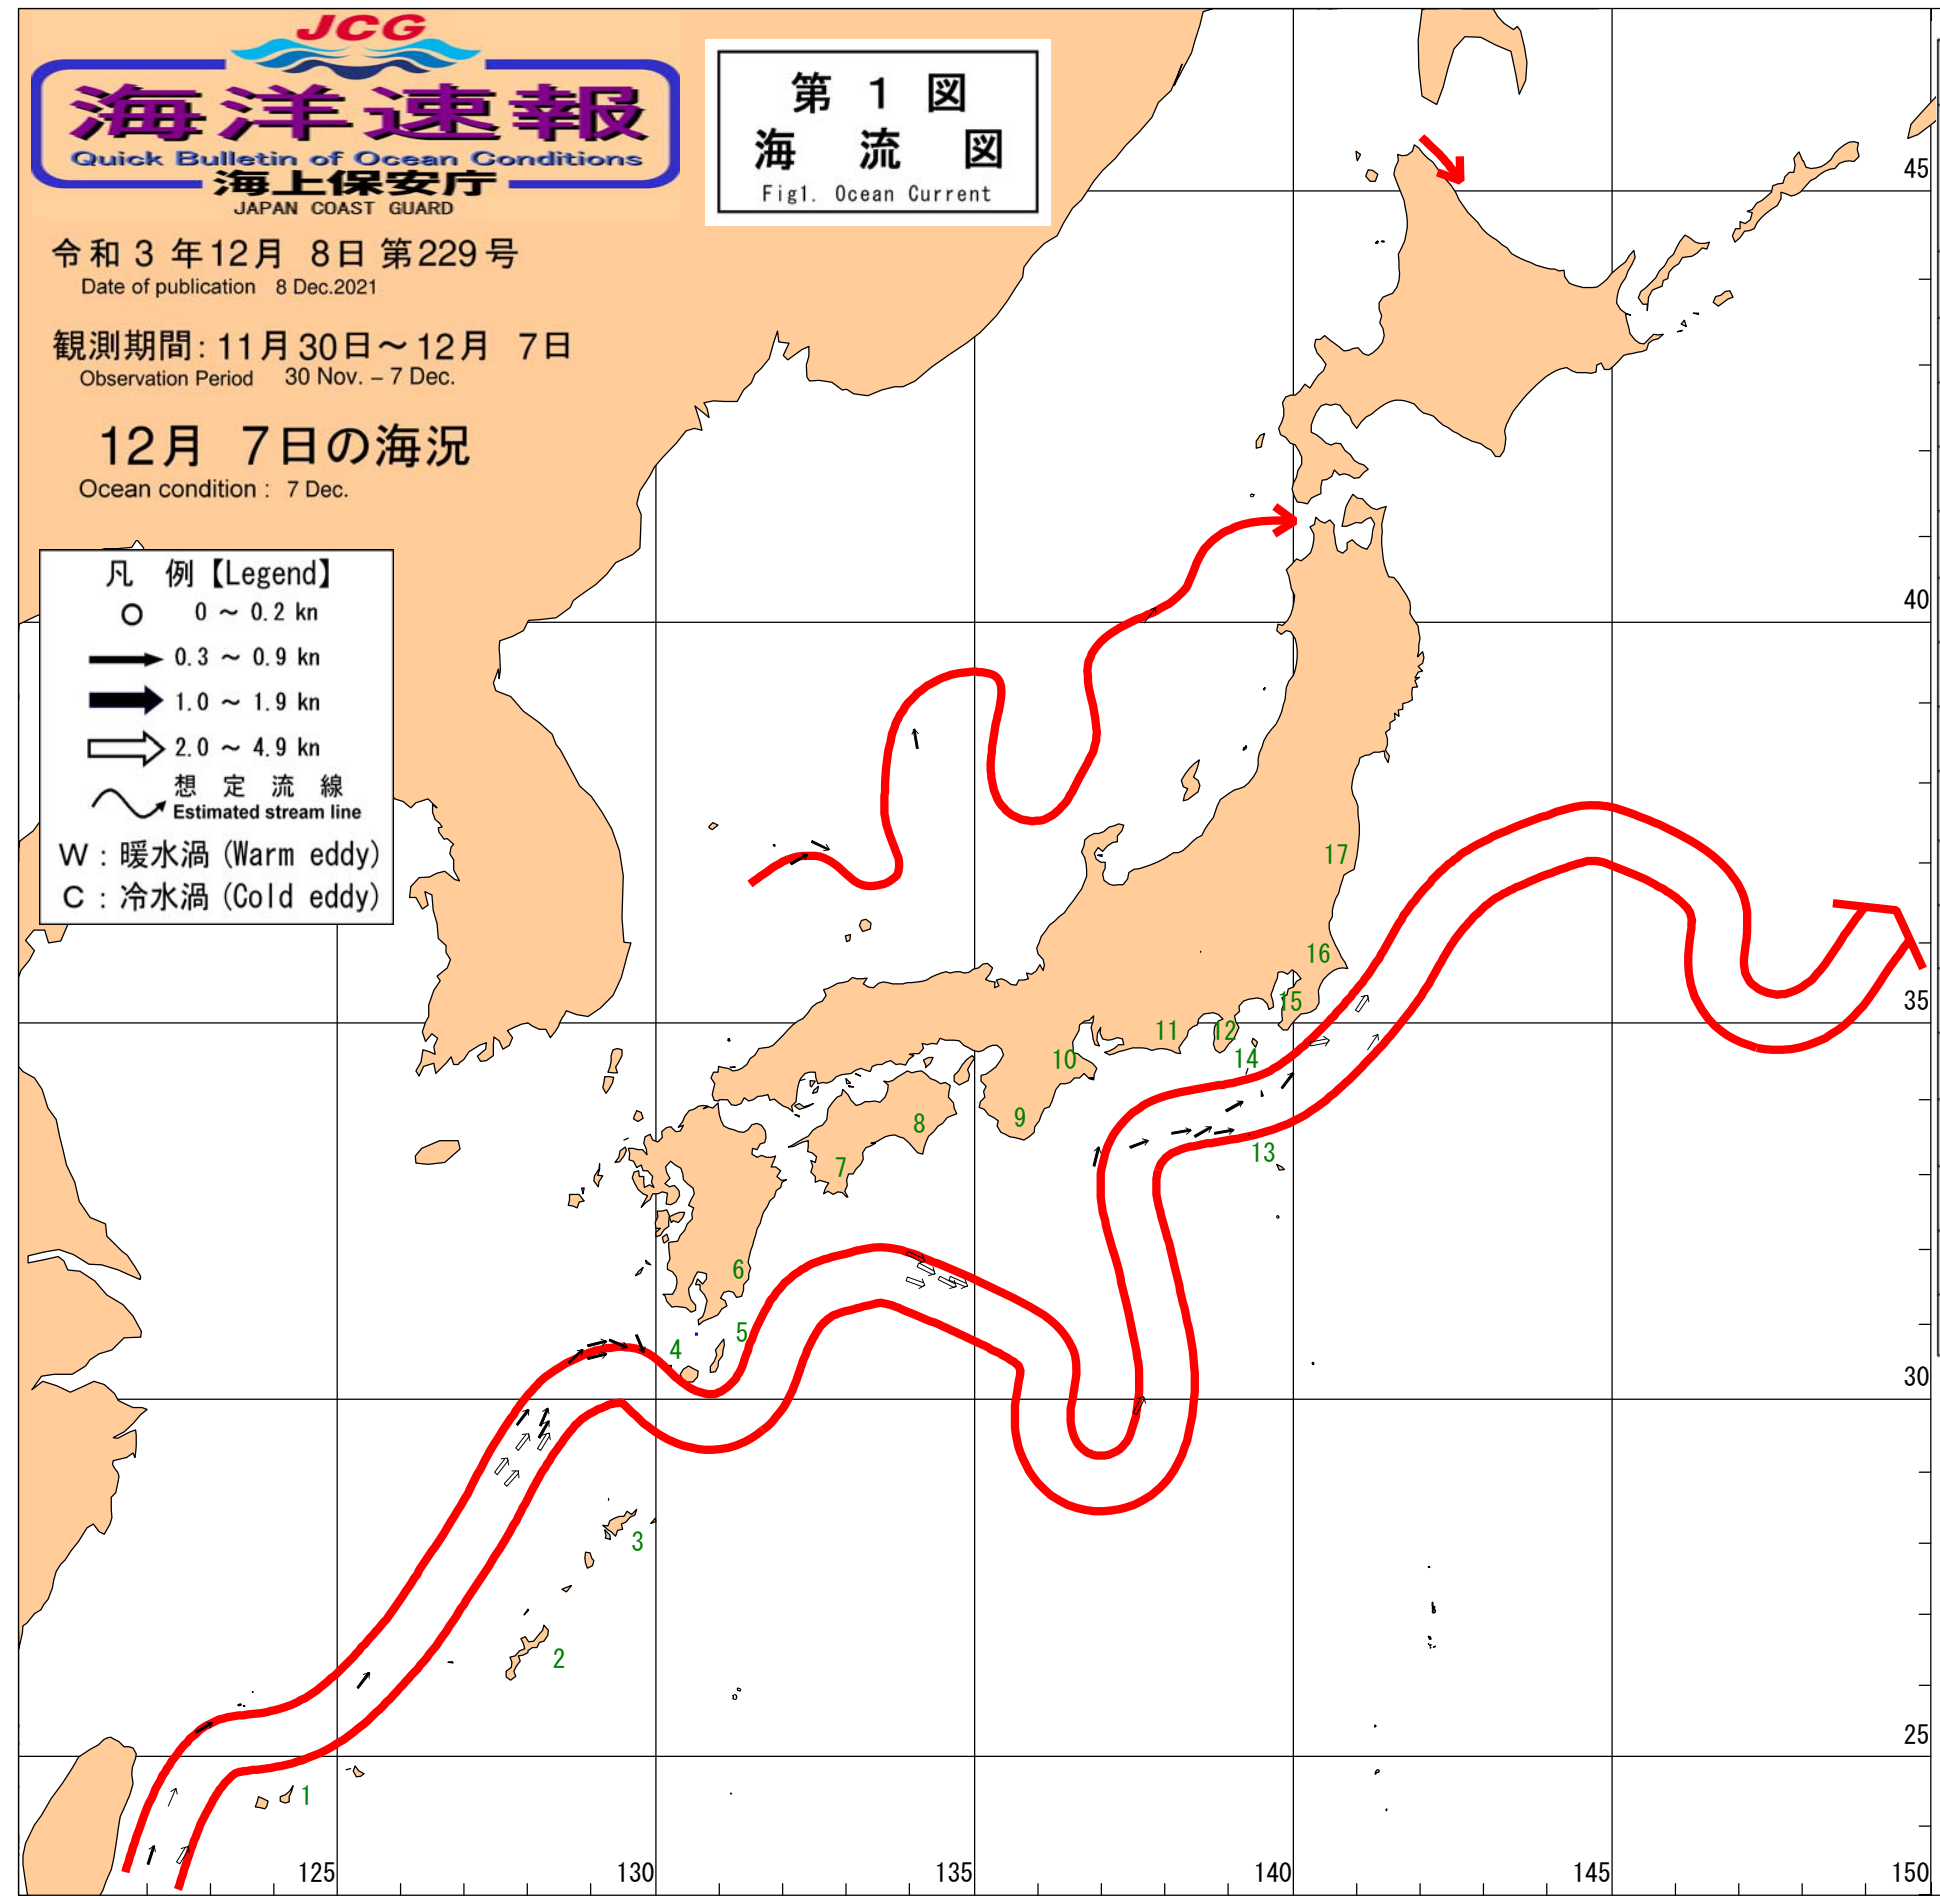 JCG
海洋速報
Quick Bulletin of Ocean Conditions
海上保安庁
JAPAN COAST GUARD
第 1 図
海 流 図
Fig1. Ocean Current
令和 3 年12月 8日 第229号
Date of publication 8 Dec.2021
観測期間: 11月30日～12月 7日
Observation Period 30 Nov. – 7 Dec.
12月 7日の海況
Ocean condition : 7 Dec.
凡 例【Legend】
0 ～ 0.2 kn
0.3 ～ 0.9 kn
1.0 ～ 1.9 kn
2.0 ～ 4.9 kn
想 定 流 線
Estimated stream line
W : 暖水渦 (Warm eddy)
C : 冷水渦 (Cold eddy)
45
40
17
16
35
15
11
12
14
10
9
8
13
7
6
5
4
30
3
2
25
1
125
130
135
140
145
150